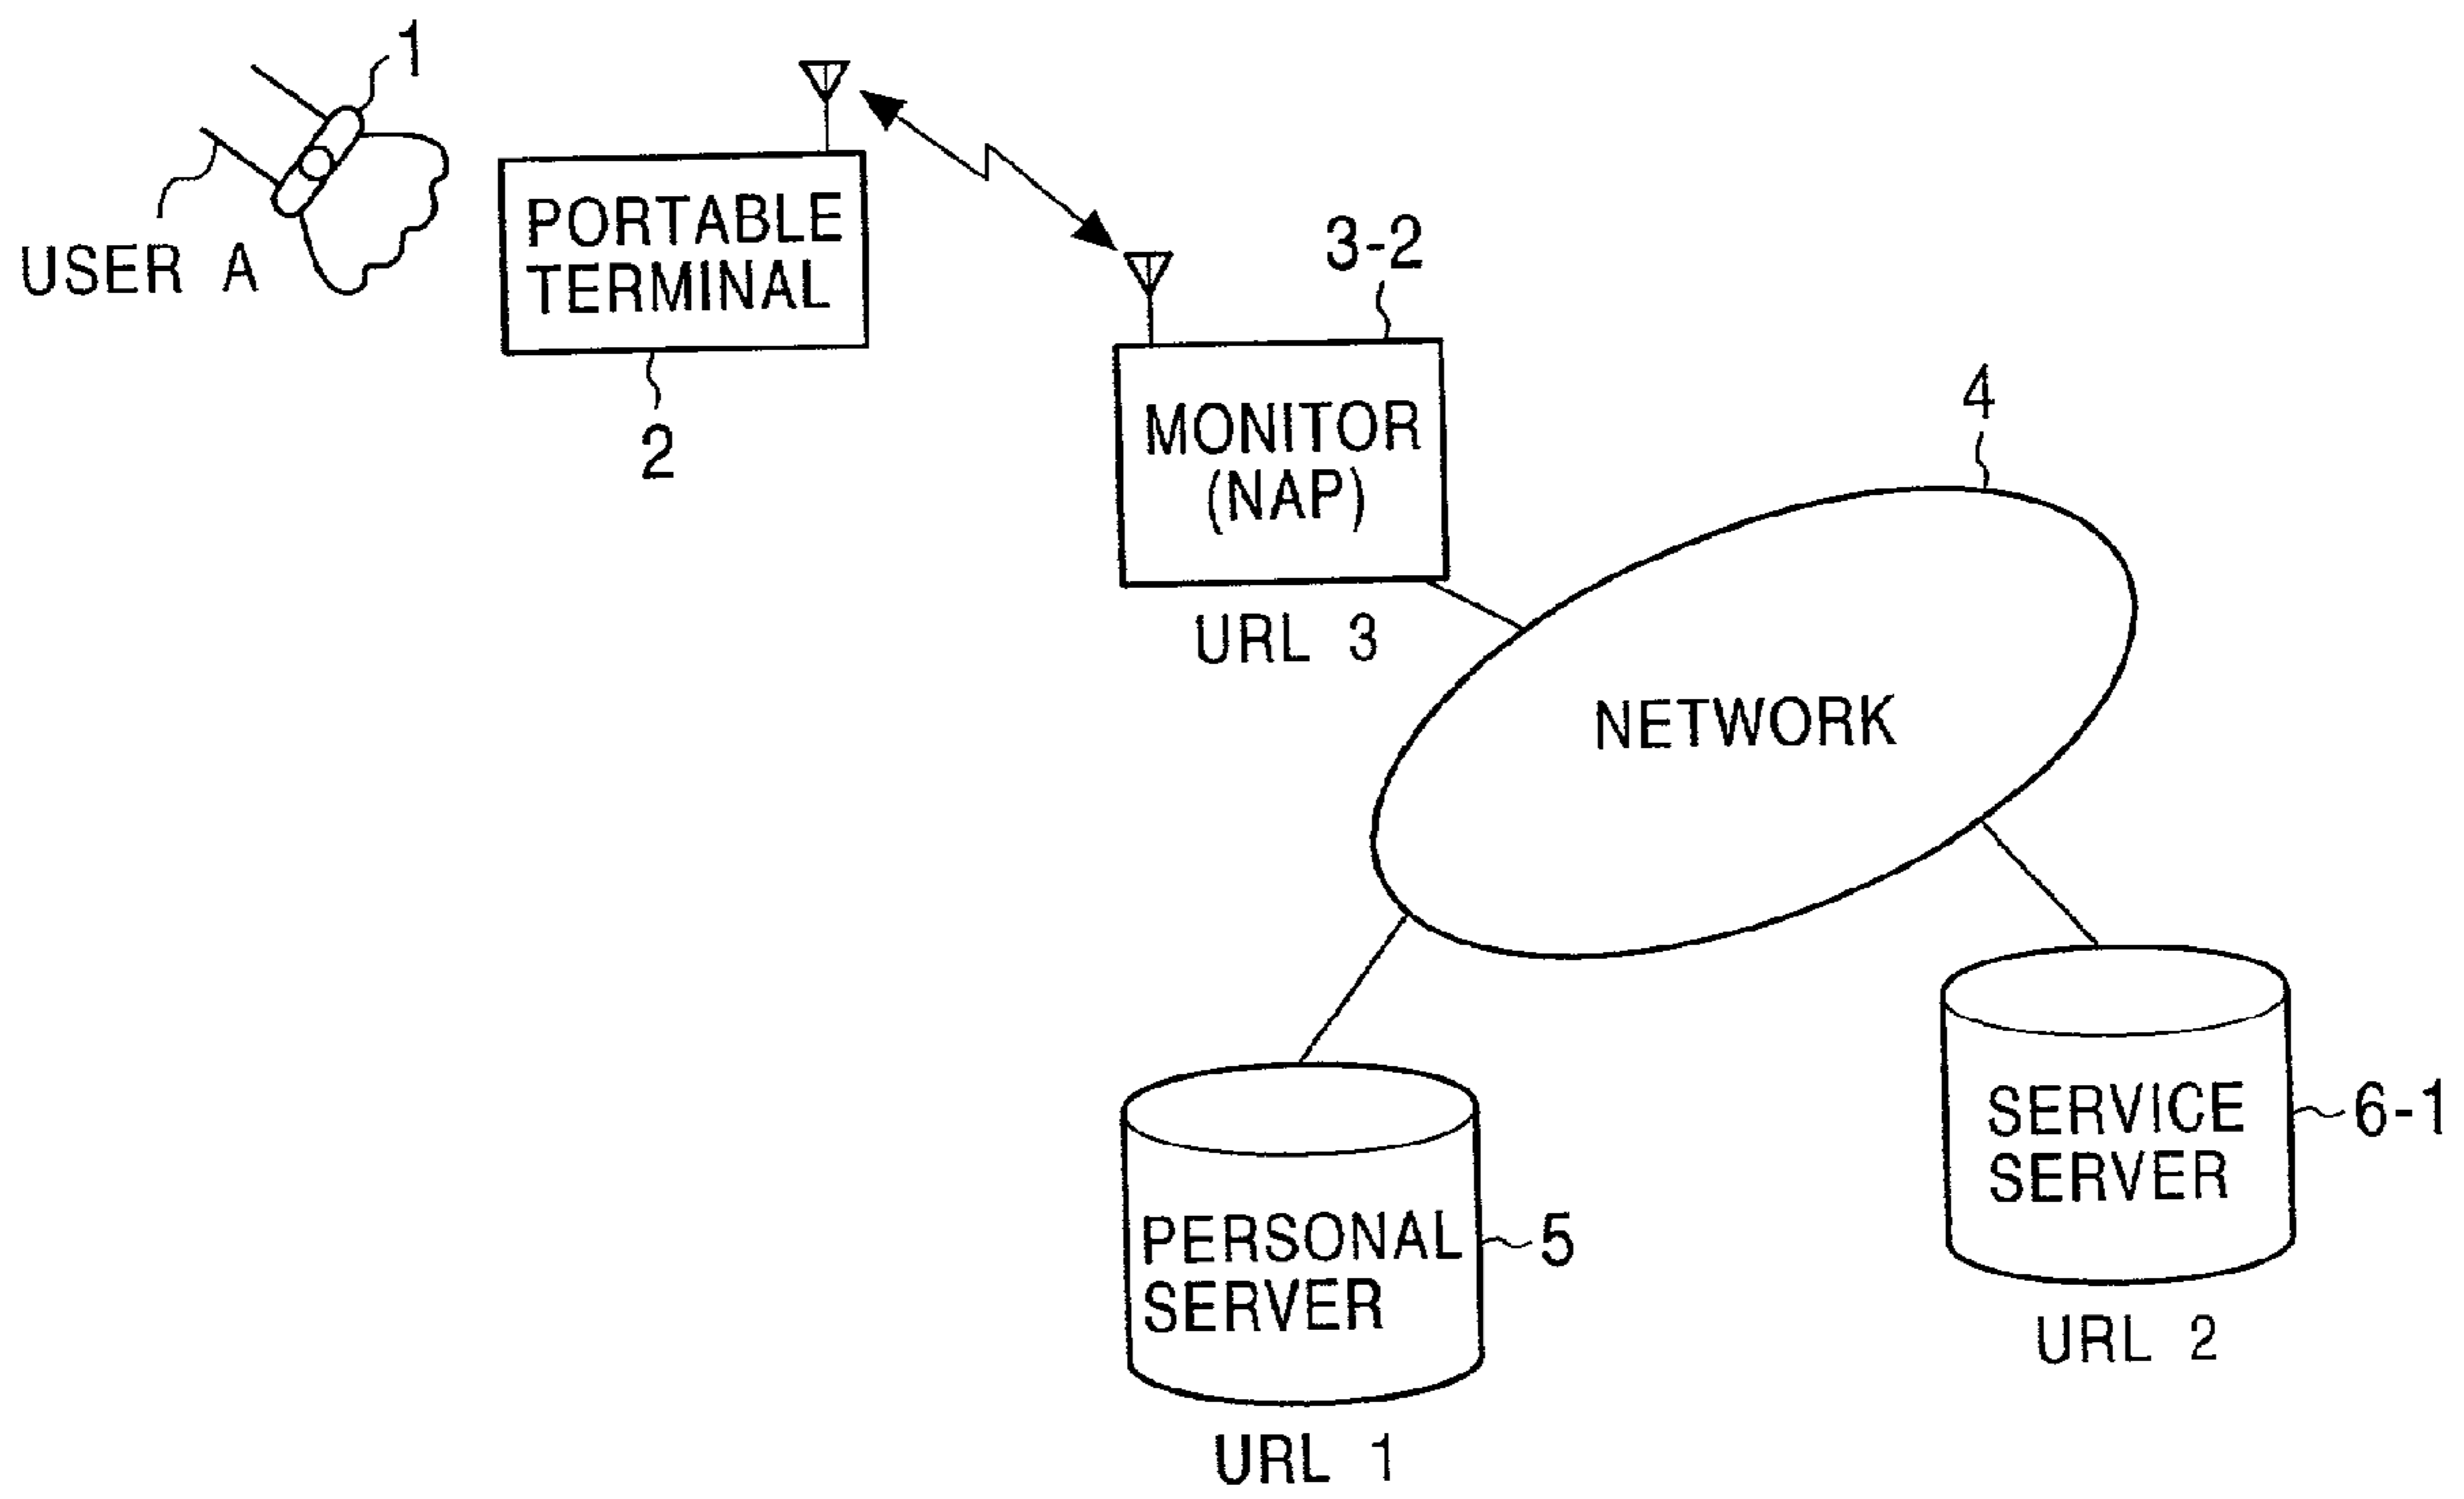 1
USER A
PORTABLE
TERMINAL
2
3-2
MONITOR
(NAP)
URL 3
4
NETWORK
PERSONAL
SERVER
5
URL 1
SERVICE
SERVER
6-1
URL 2